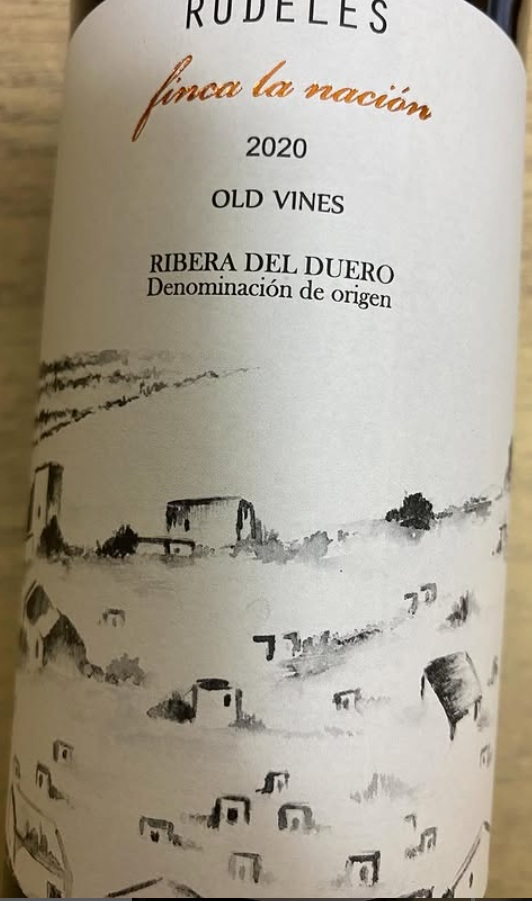 RUDELES
finca la nación
2020
OLD VINES
RIBERA DEL DUERO
Denominación de origen